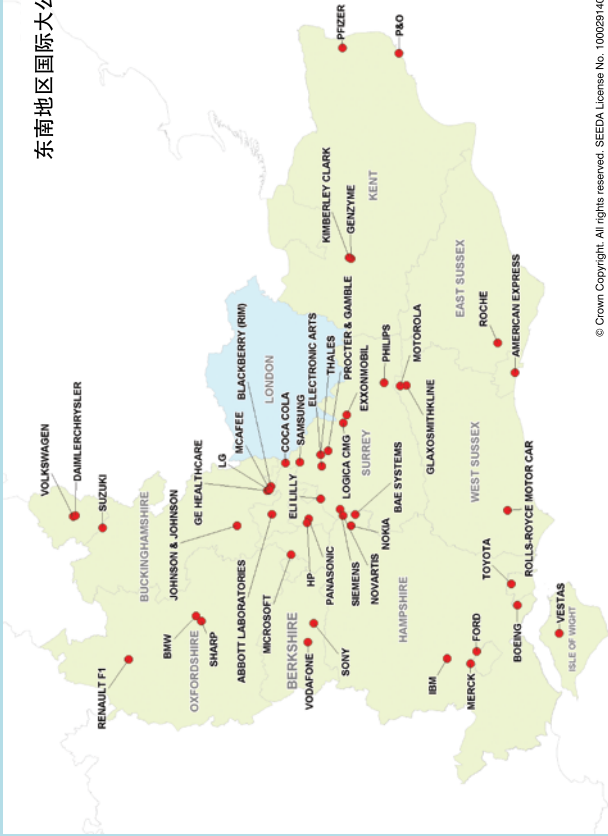 东南地区国际大公
VOLKSWAGEN
DAIMLERCHRYSLER
SUZUKI
BUCKINGHAMSHIRE
RENAULT F1
BMW
SHARP
OXFORDSHIRE
JOHNSON & JOHNSON
GE HEALTHCARE
LG
MCAFEE
BLACKBERRY (RIM)
LONDON
COCA COLA
SAMSUNG
ELECTRONIC ARTS
THALES
PROCTER & GAMBLE
EXXONMOBIL
ABBOTT LABORATORIES
MICROSOFT
ELI LILLY
LOGICA CMG
SURREY
PHILIPS
MOTOROLA
GLAXOSMITHKLINE
BERKSHIRE
VODAFONE
SONY
HP
PANASONIC
SIEMENS
NOVARTIS
NOKIA
BAE SYSTEMS
HAMPSHIRE
KIMBERLEY CLARK
GENZYME
KENT
PFIZER
P&O
EAST SUSSEX
ROCHE
AMERICAN EXPRESS
WEST SUSSEX
ROLLS-ROYCE MOTOR CAR
TOYOTA
BOEING
IBM
MERCK
FORD
VESTAS
ISLE OF WIGHT
© Crown Copyright. All rights reserved. SEEDA License No. 10002914